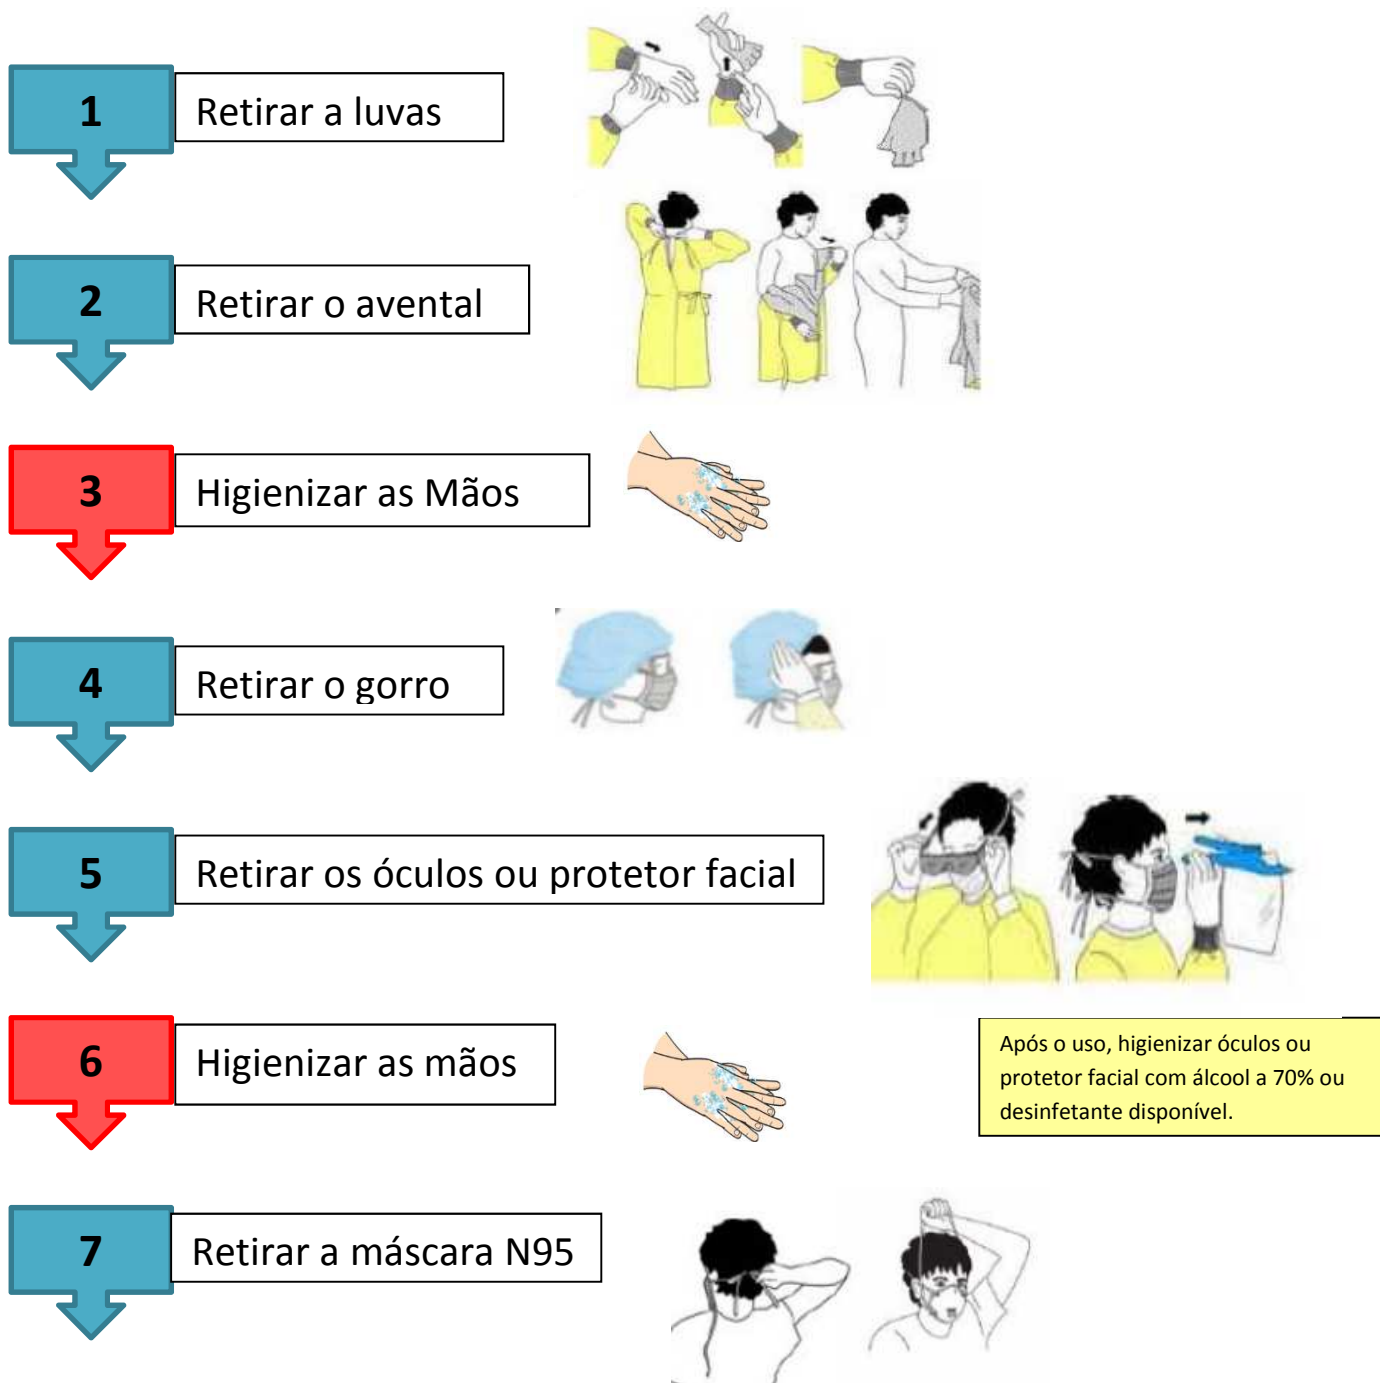 1
Retirar a luvas
2
Retirar o avental
3
Higienizar as Mãos
4
Retirar o gorro
5
Retirar os óculos ou protetor facial
6
Higienizar as mãos
Após o uso, higienizar óculos ou
protetor facial com álcool a 70% ou
desinfetante disponível.
7
Retirar a máscara N95